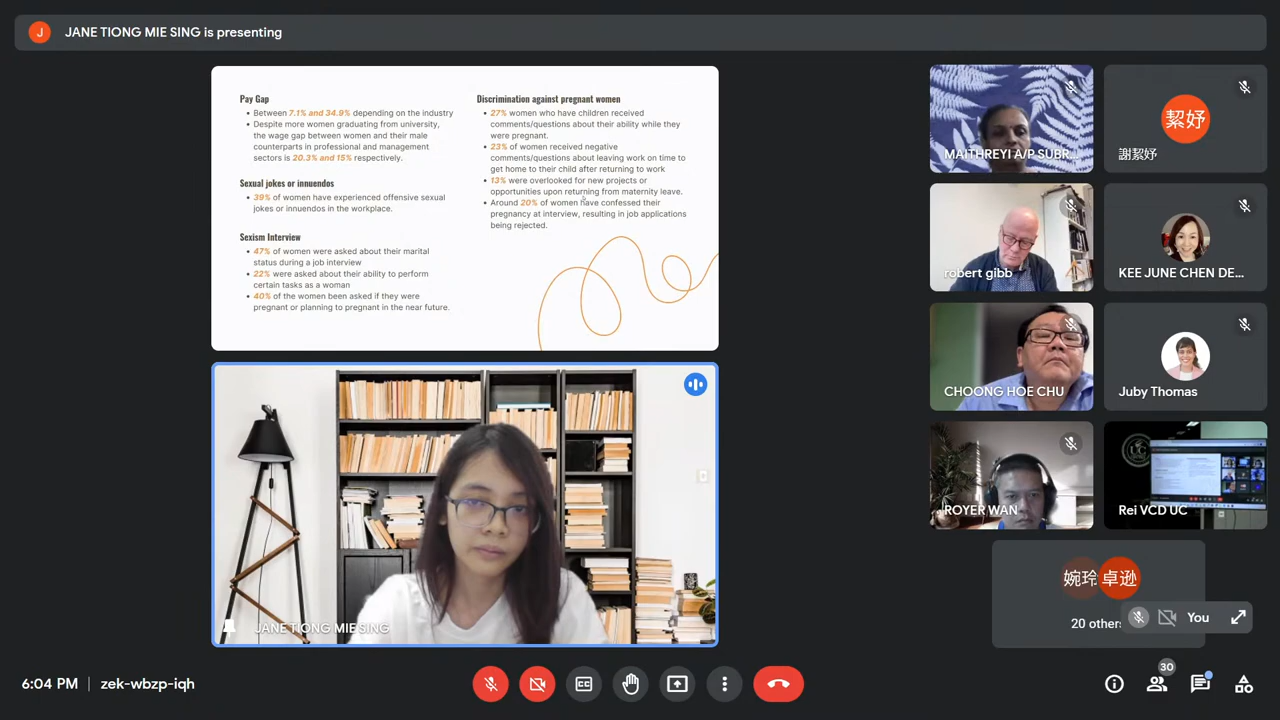 J JANE TIONG MIE SING is presenting
Pay Gap
Between 7.1% and 34.9% depending on the industry
Despite more women graduating from university,
the wage gap between women and their male
counterparts in professional and management
sectors is 20.3% and 15% respectively.
Sexual jokes or innuendos
39% of women have experienced offensive sexual
jokes or innuendos in the workplace.
Sexism Interview
47% of women were asked about their marital
status during a job interview
22% were asked about their ability to perform
certain tasks as a woman
40% of the women been asked if they were
pregnant or planning to pregnant in the near future.
Discrimination against pregnant women
27% women who have children received
comments/questions about their ability while they
were pregnant.
23% of women received negative
comments/questions about leaving work on time to
get home to their child after returning to work
13% were overlooked for new projects or
opportunities upon returning from maternity leave.
Around 20% of women have confessed their
pregnancy at interview, resulting in job applications
being rejected.
JANE TIONG MIE SING
MAITHREYI A/P SUBR...
絜妤
謝絜妤
robert gibb
KEE JUNE CHEN DE...
CHOONG HOE CHU
Juby Thomas
ROYER WAN
Rei VCD UC
婉玲 卓逊
20 others
You
6:04 PM | zek-wbzp-iqh
30